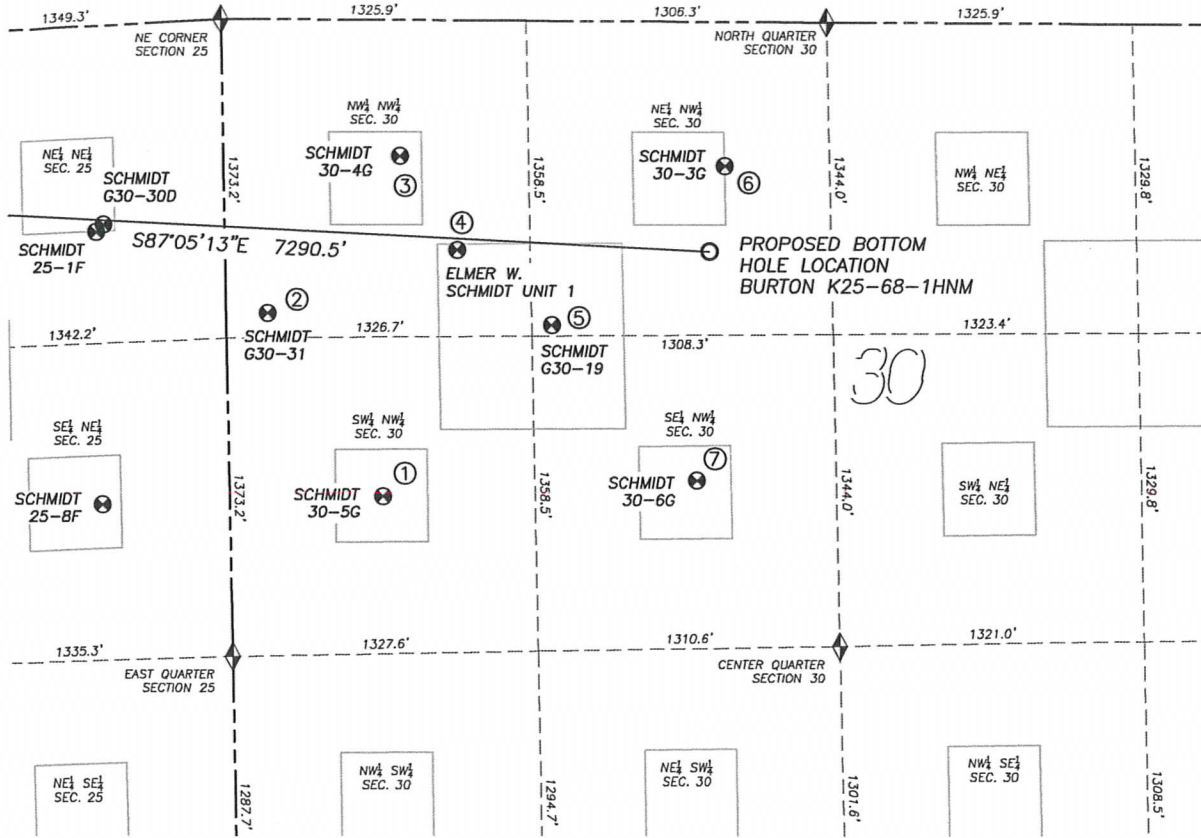 1349.3'
1325.9'
1306.3'
1325.9'
NE CORNER
SECTION 25
NORTH QUARTER
SECTION 30
NW¼ NW¼
SEC. 30
NE¼ NW¼
SEC. 30
NE¼ NE¼
SEC. 25
SCHMIDT
G30-30D
1373.2'
SCHMIDT
30-4G
③
1358.5'
SCHMIDT
30-3G
⑥
1344.0'
NW¼ NE¼
SEC. 30
1329.8'
SCHMIDT
25-1F
S87°05'13"E 7290.5'
④
ELMER W.
SCHMIDT UNIT 1
PROPOSED BOTTOM
HOLE LOCATION
BURTON K25-68-1HNM
②
SCHMIDT
G30-31
⑤
SCHMIDT
G30-19
1342.2'
1326.7'
1308.3'
1323.4'
30
SE¼ NE¼
SEC. 25
SW¼ NW¼
SEC. 30
SE¼ NW¼
SEC. 30
SCHMIDT
25-8F
1373.2'
①
SCHMIDT
30-5G
1358.5'
⑦
SCHMIDT
30-6G
1344.0'
SW¼ NE¼
SEC. 30
1329.8'
1335.3'
1327.6'
1310.6'
1321.0'
EAST QUARTER
SECTION 25
CENTER QUARTER
SECTION 30
NE¼ SE¼
SEC. 25
1287.7'
NW¼ SW¼
SEC. 30
1294.7'
NE¼ SW¼
SEC. 30
1301.6'
NW¼ SE¼
SEC. 30
1308.5'